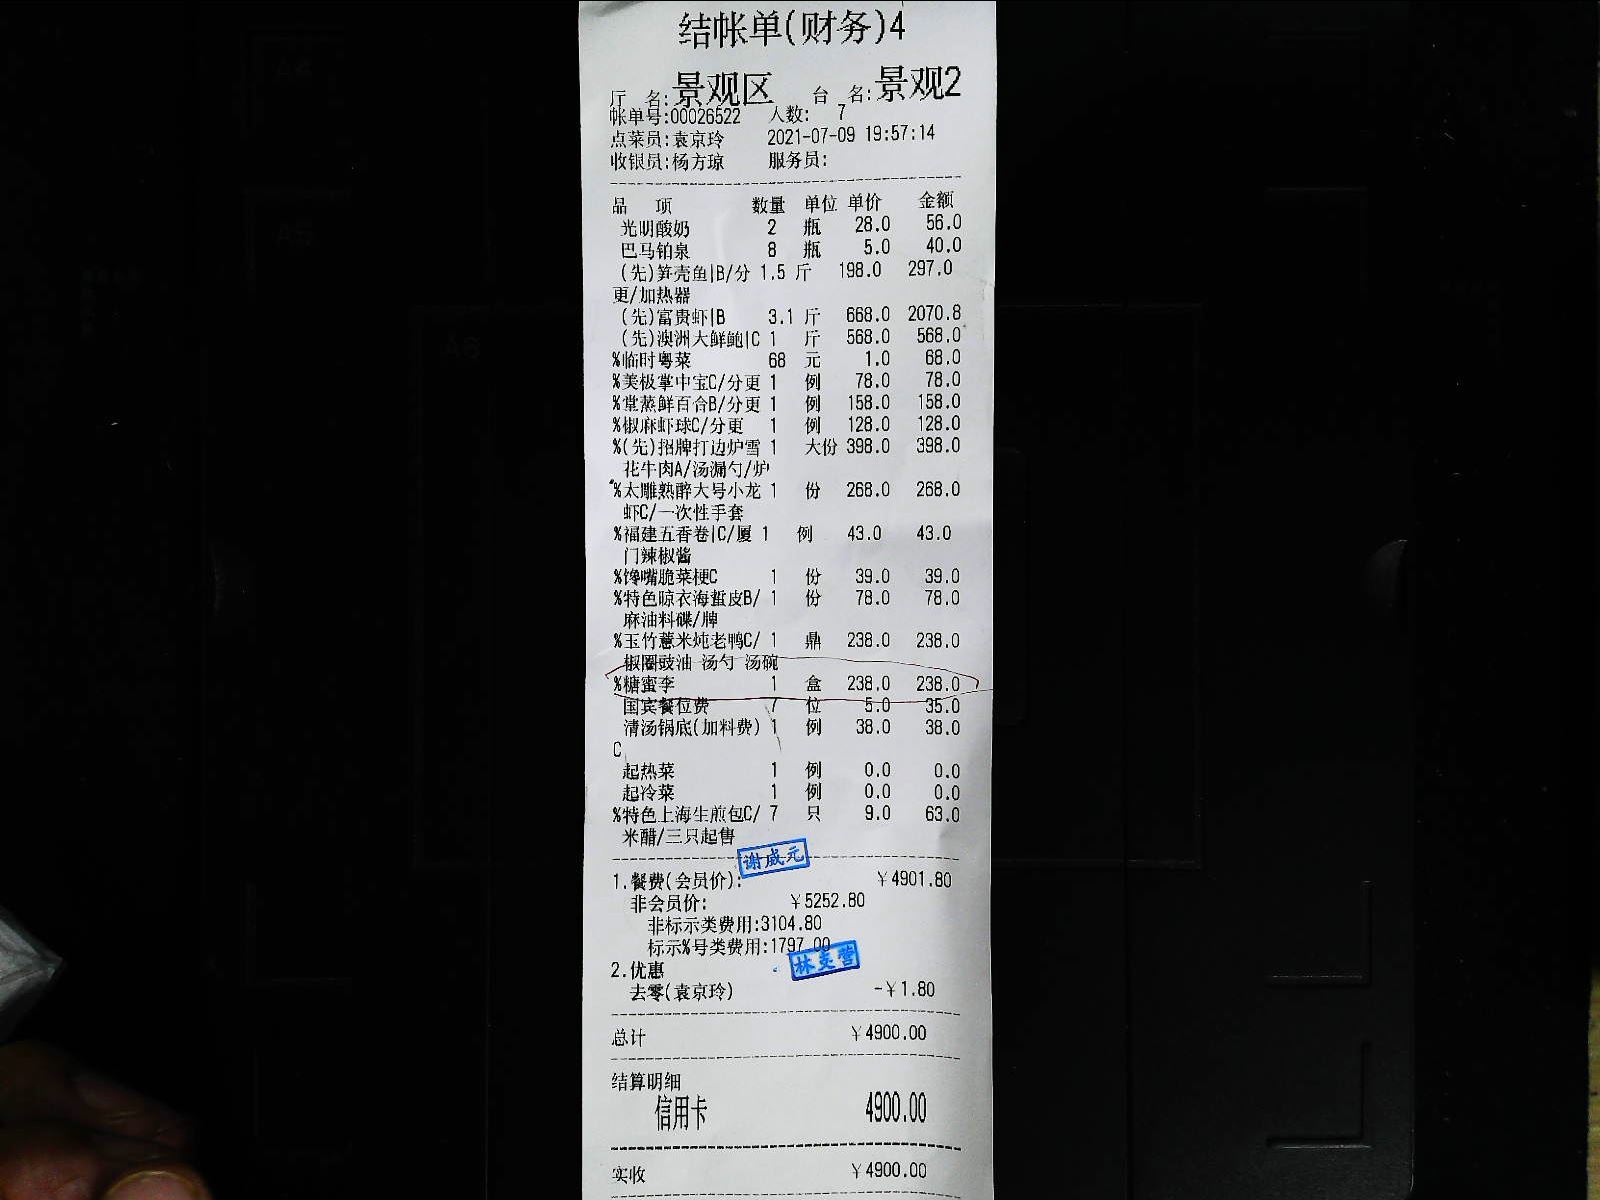 结帐单(财务)4
厅 名:景观区 台 名:景观2
帐单号:00026522 人数: 7
点菜员:袁京玲 2021-07-09 19:57:14
收银员:杨方琼 服务员:
品 项 数量 单位 单价 金额
光明酸奶 2 瓶 28.0 56.0
巴马铂泉 8 瓶 5.0 40.0
(先)笋壳鱼|B/分 1.5 斤 198.0 297.0
更/加热器
(先)富贵虾|B 3.1 斤 668.0 2070.8
(先)澳洲大鲜鲍|C 1 斤 568.0 568.0
%临时粤菜 68 元 1.0 68.0
%美极掌中宝C/分更 1 例 78.0 78.0
%堂蒸鲜百合B/分更 1 例 158.0 158.0
%椒麻虾球C/分更 1 例 128.0 128.0
%(先)招牌打边炉雪 1 大份 398.0 398.0
花牛肉A/汤漏勺/炉
%太雕熟醉大号小龙 1 份 268.0 268.0
虾C/一次性手套
%福建五香卷|C/厦 1 例 43.0 43.0
门辣椒酱
%馋嘴脆菜梗C 1 份 39.0 39.0
%特色晾衣海蜇皮B/ 1 份 78.0 78.0
麻油料碟/牌
%玉竹薏米炖老鸭C/ 1 鼎 238.0 238.0
椒圈豉油 汤勺 汤碗
%糖蜜李 1 盒 238.0 238.0
国宾餐位费 7 位 5.0 35.0
清汤锅底(加料费) 1 例 38.0 38.0
C
起热菜 1 例 0.0 0.0
起冷菜 1 例 0.0 0.0
%特色上海生煎包C/ 7 只 9.0 63.0
米醋/三只起售
谢威元
1.餐费(会员价): ￥4901.80
非会员价: ￥5252.80
非标示类费用:3104.80
标示%号类费用:1797.00
林英营
2.优惠
去零(袁京玲) -￥1.80
总计 ￥4900.00
结算明细
信用卡 4900.00
实收 ￥4900.00